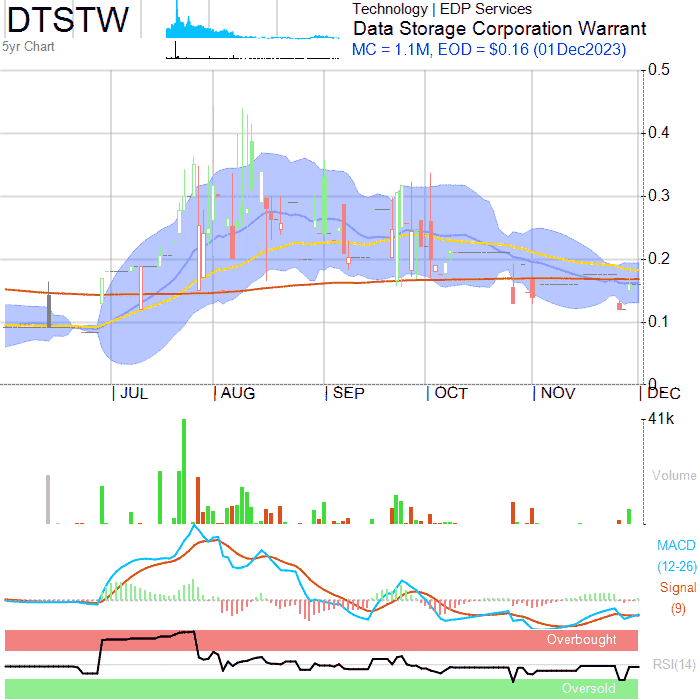 DTSTW
5yr Chart
Technology | EDP Services
Data Storage Corporation Warrant
MC = 1.1M, EOD = $0.16 (01Dec2023)
0.5
0.4
0.3
0.2
0.1
0
| JUL | AUG | SEP | OCT | NOV | DEC
41k
Volume
MACD
(12-26)
Signal
(9)
Overbought
RSI(14)
Oversold